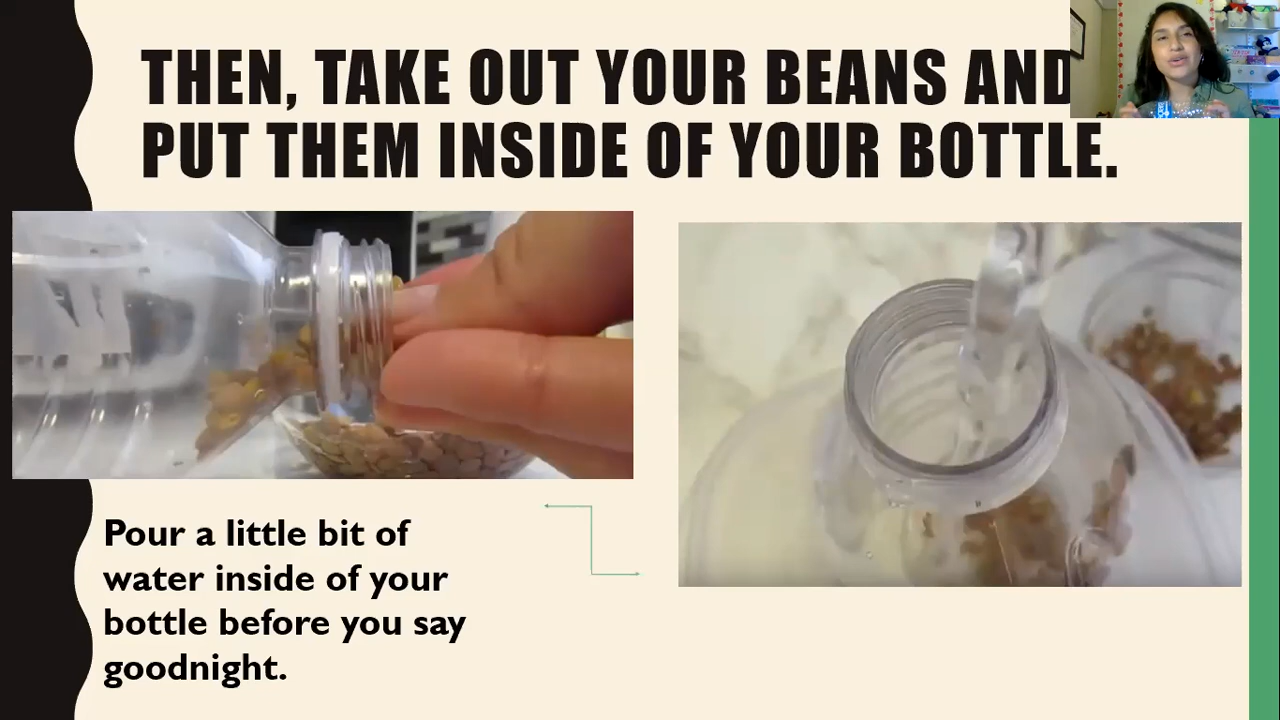 THEN, TAKE OUT YOUR BEANS AND
PUT THEM INSIDE OF YOUR BOTTLE.
Pour a little bit of
water inside of your
bottle before you say
goodnight.